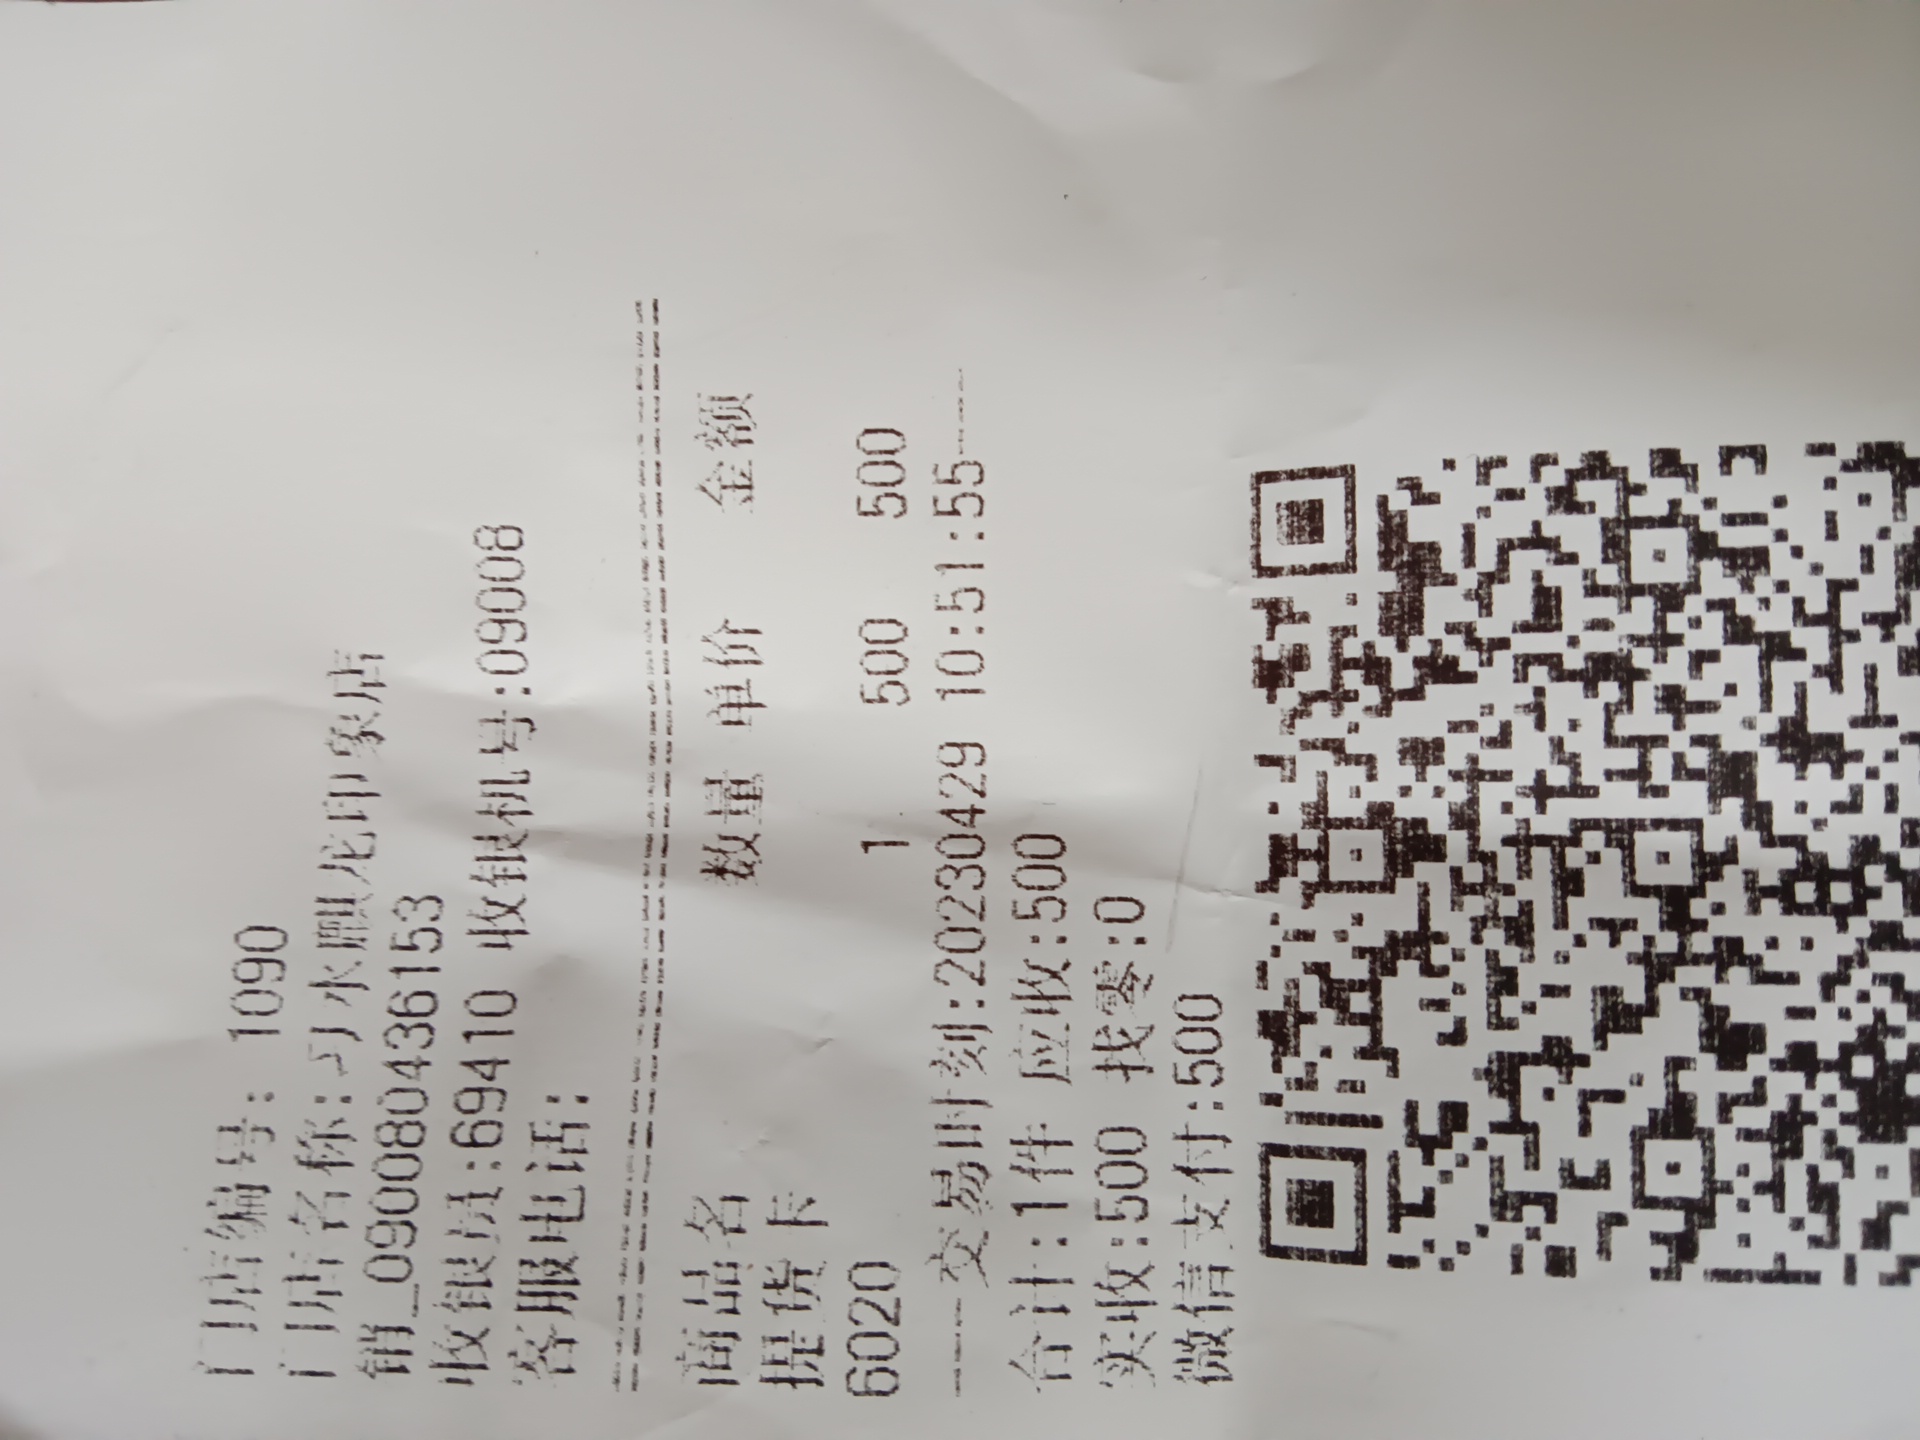 门店编号: 1090
门店名称:习水麒龙印象店
销_0900804366153
收银员:69410 收银机号:09008
客服电话:
================================
商品名 数量 单价 金额
提货卡
6020 1 500 500
----交易时刻:20230429 10:51:55----
合计:1件 应收:500
实收:500 找零:0
微信支付:500